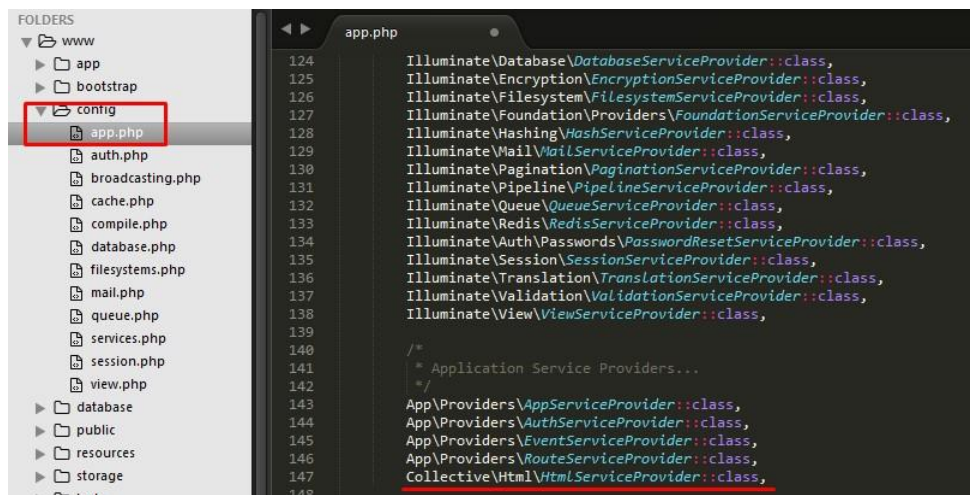 FOLDERS
www
app
bootstrap
config
app.php
auth.php
broadcasting.php
cache.php
compile.php
database.php
filesystems.php
mail.php
queue.php
services.php
session.php
view.php
database
public
resources
storage
app.php
124 Illuminate\Database\DatabaseServiceProvider::class,
125 Illuminate\Encryption\EncryptionServiceProvider::class,
126 Illuminate\Filesystem\FilesystemServiceProvider::class,
127 Illuminate\Foundation\Providers\FoundationServiceProvider::class,
128 Illuminate\Hashing\HashServiceProvider::class,
129 Illuminate\Mail\MailServiceProvider::class,
130 Illuminate\Pagination\PaginationServiceProvider::class,
131 Illuminate\Pipeline\PipelineServiceProvider::class,
132 Illuminate\Queue\QueueServiceProvider::class,
133 Illuminate\Redis\RedisServiceProvider::class,
134 Illuminate\Auth\Passwords\PasswordResetServiceProvider::class,
135 Illuminate\Session\SessionServiceProvider::class,
136 Illuminate\Translation\TranslationServiceProvider::class,
137 Illuminate\Validation\ValidationServiceProvider::class,
138 Illuminate\View\ViewServiceProvider::class,
139
140 /*
141 * Application Service Providers...
142 */
143 App\Providers\AppServiceProvider::class,
144 App\Providers\AuthServiceProvider::class,
145 App\Providers\EventServiceProvider::class,
146 App\Providers\RouteServiceProvider::class,
147 Collective\Html\HtmlServiceProvider::class,
148